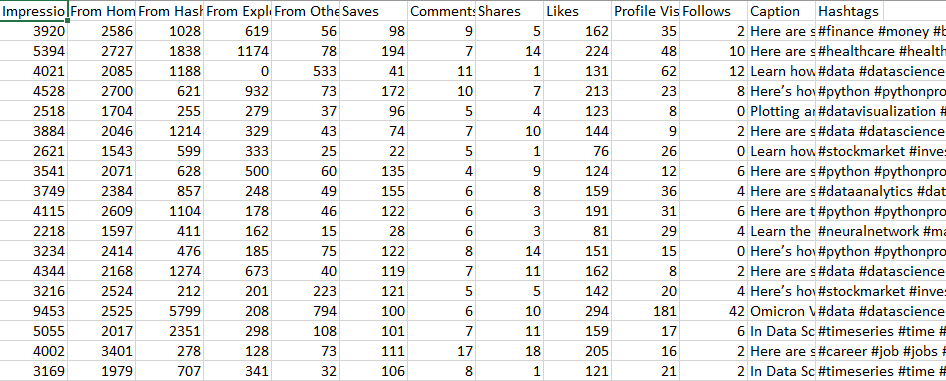 Impressio From Hom From Hash From Explo From Othe Saves Comments Shares Likes Profile Vis Follows Caption Hashtags
3920 2586 1028 619 56 98 9 5 162 35 2 Here are s #finance #money #b
5394 2727 1838 1174 78 194 7 14 224 48 10 Here are s #healthcare #health
4021 2085 1188 0 533 41 11 1 131 62 12 Learn how #data #datascience
4528 2700 621 932 73 172 10 7 213 23 8 Here's how #python #pythonpro
2518 1704 255 279 37 96 5 4 123 8 0 Plotting an #datavisualization #
3884 2046 1214 329 43 74 7 10 144 9 2 Here are s #data #datascience
2621 1543 599 333 25 22 5 1 76 26 0 Learn how #stockmarket #inves
3541 2071 628 500 60 135 4 9 124 12 6 Here are s #python #pythonpro
3749 2384 857 248 49 155 6 8 159 36 4 Here are s #dataanalytics #dat
4115 2609 1104 178 46 122 6 3 191 31 6 Here are t #python #pythonpro
2218 1597 411 162 15 28 6 3 81 29 4 Learn the #neuralnetwork #ma
3234 2414 476 185 75 122 8 14 151 15 0 Here's how #python #pythonpro
4344 2168 1274 673 40 119 7 11 162 8 2 Here are s #data #datascience
3216 2524 212 201 223 121 5 5 142 20 4 Here's how #stockmarket #inves
9453 2525 5799 208 794 100 6 10 294 181 42 Omicron V #data #datascience
5055 2017 2351 298 108 101 7 11 159 17 6 In Data Sc #timeseries #time #
4002 3401 278 128 73 111 17 18 205 16 2 Here are s #career #job #jobs #
3169 1979 707 341 32 106 8 1 121 21 2 In Data Sc #timeseries #time #